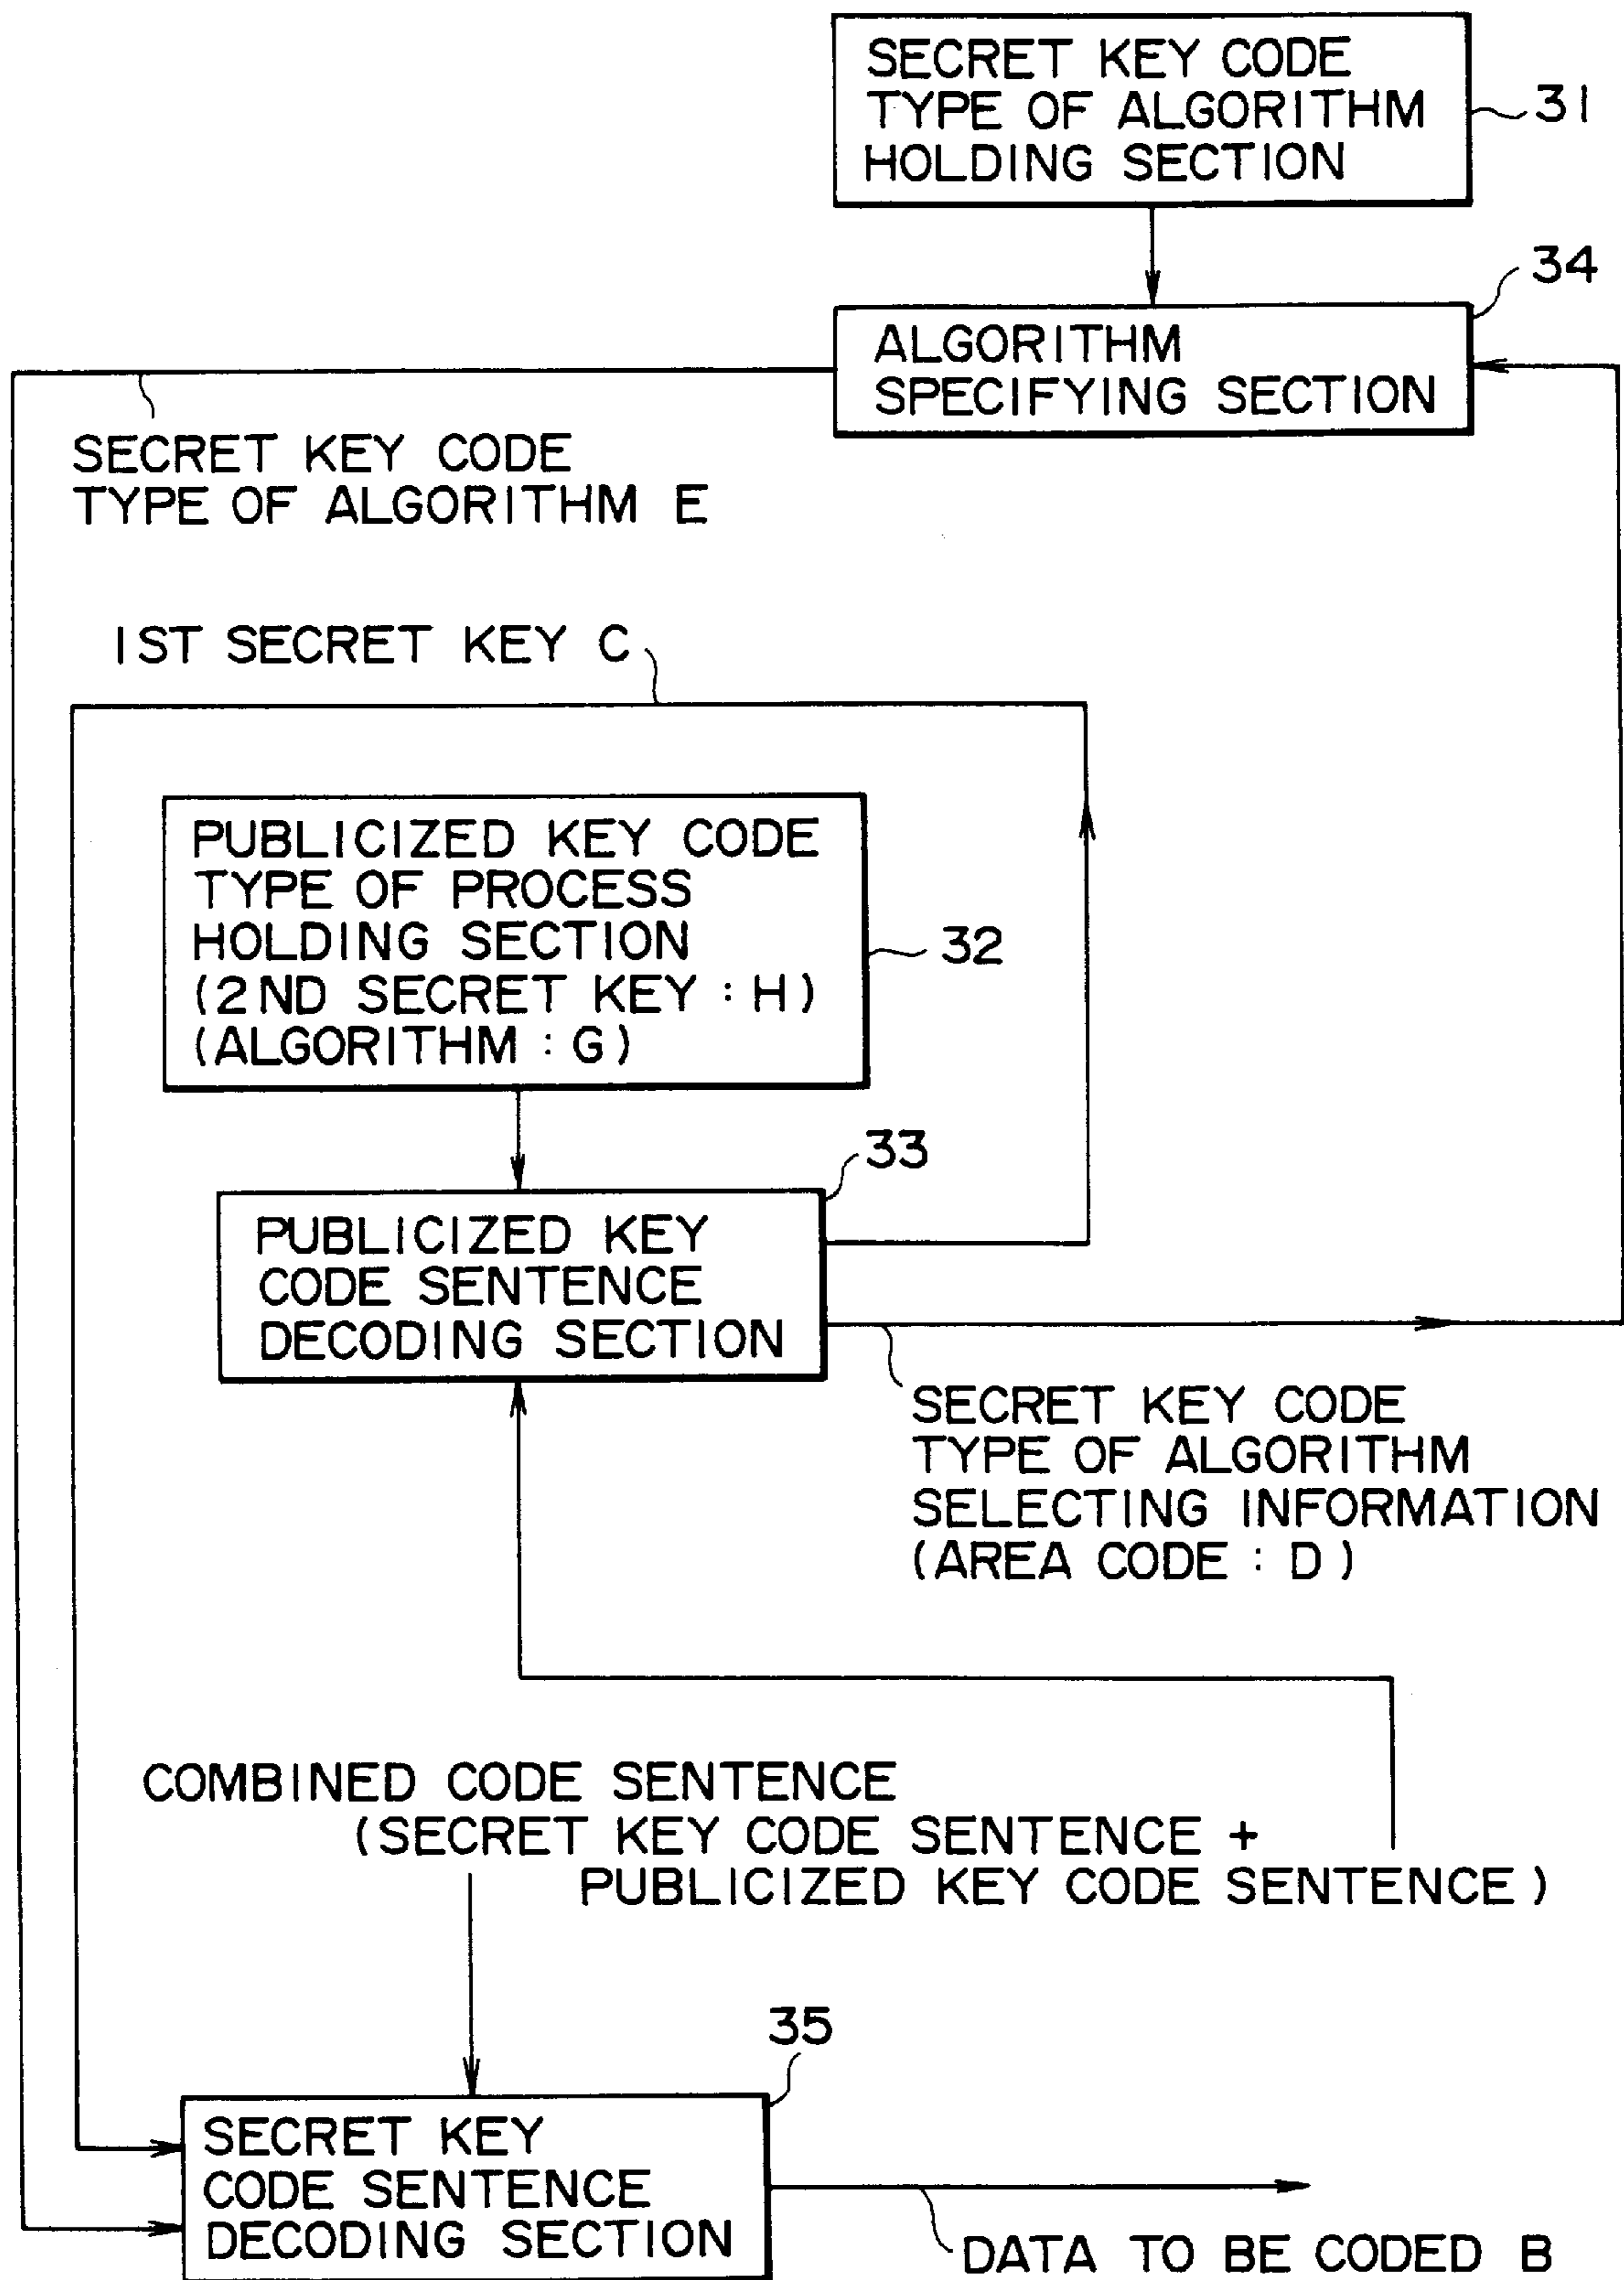 SECRET KEY CODE
TYPE OF ALGORITHM
HOLDING SECTION
31
34
ALGORITHM
SPECIFYING SECTION
SECRET KEY CODE
TYPE OF ALGORITHM E
1ST SECRET KEY C
PUBLICIZED KEY CODE
TYPE OF PROCESS
HOLDING SECTION
(2ND SECRET KEY : H)
(ALGORITHM : G)
32
33
PUBLICIZED KEY
CODE SENTENCE
DECODING SECTION
SECRET KEY CODE
TYPE OF ALGORITHM
SELECTING INFORMATION
(AREA CODE : D)
COMBINED CODE SENTENCE
(SECRET KEY CODE SENTENCE +
PUBLICIZED KEY CODE SENTENCE)
35
SECRET KEY
CODE SENTENCE
DECODING SECTION
DATA TO BE CODED B